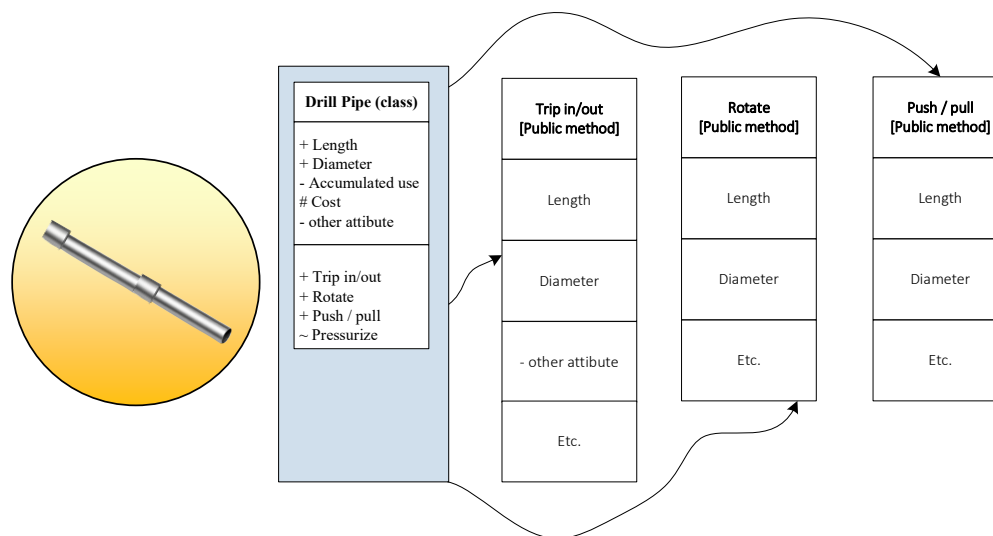 Drill Pipe (class)
+ Length
+ Diameter
- Accumulated use
# Cost
- other attibute
+ Trip in/out
+ Rotate
+ Push / pull
~ Pressurize
Trip in/out
[Public method]
Length
Diameter
- other attibute
Etc.
Rotate
[Public method]
Length
Diameter
Etc.
Push / pull
[Public method]
Length
Diameter
Etc.